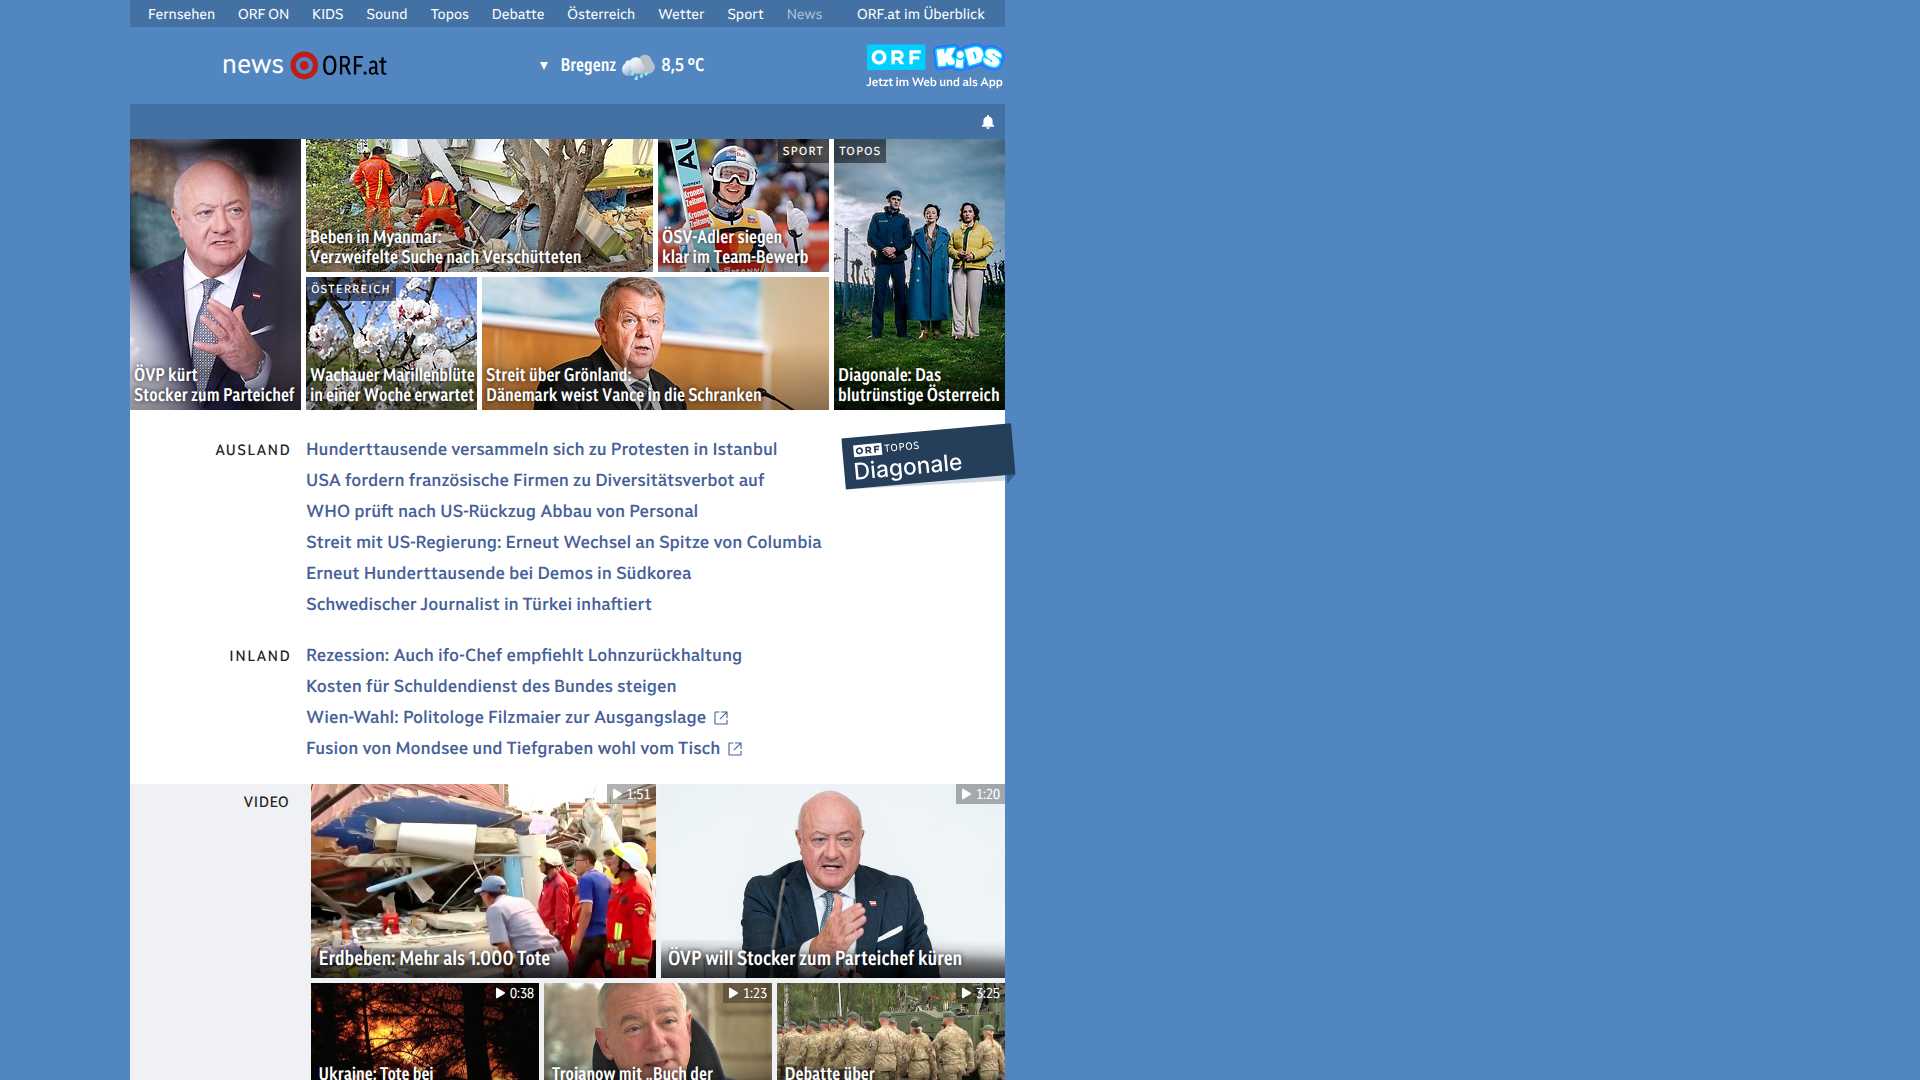 Fernsehen ORF ON KIDS Sound Topos Debatte Österreich Wetter Sport News ORF.at im Überblick
news ORF.at
Bregenz 8,5 ºC
ORF KiDS
Jetzt im Web und als App
ÖVP kürt
Stocker zum Parteichef
Beben in Myanmar:
Verzweifelte Suche nach Verschütteten
SPORT
Kronen Zeitung
Kronen Zeitung
ÖSV-Adler siegen
klar im Team-Bewerb
TOPOS
Diagonale: Das
blutrünstige Österreich
ÖSTERREICH
Wachauer Marillenblüte
in einer Woche erwartet
Streit über Grönland:
Dänemark weist Vance in die Schranken
AUSLAND
Hunderttausende versammeln sich zu Protesten in Istanbul
USA fordern französische Firmen zu Diversitätsverbot auf
WHO prüft nach US-Rückzug Abbau von Personal
Streit mit US-Regierung: Erneut Wechsel an Spitze von Columbia
Erneut Hunderttausende bei Demos in Südkorea
Schwedischer Journalist in Türkei inhaftiert
ORF TOPOS
Diagonale
INLAND
Rezession: Auch ifo-Chef empfiehlt Lohnzurückhaltung
Kosten für Schuldendienst des Bundes steigen
Wien-Wahl: Politologe Filzmaier zur Ausgangslage
Fusion von Mondsee und Tiefgraben wohl vom Tisch
VIDEO
1:51
Erdbeben: Mehr als 1.000 Tote
1:20
ÖVP will Stocker zum Parteichef küren
0:38
Ukraine: Tote bei
1:23
Trojanow mit „Buch der
3:25
Debatte über